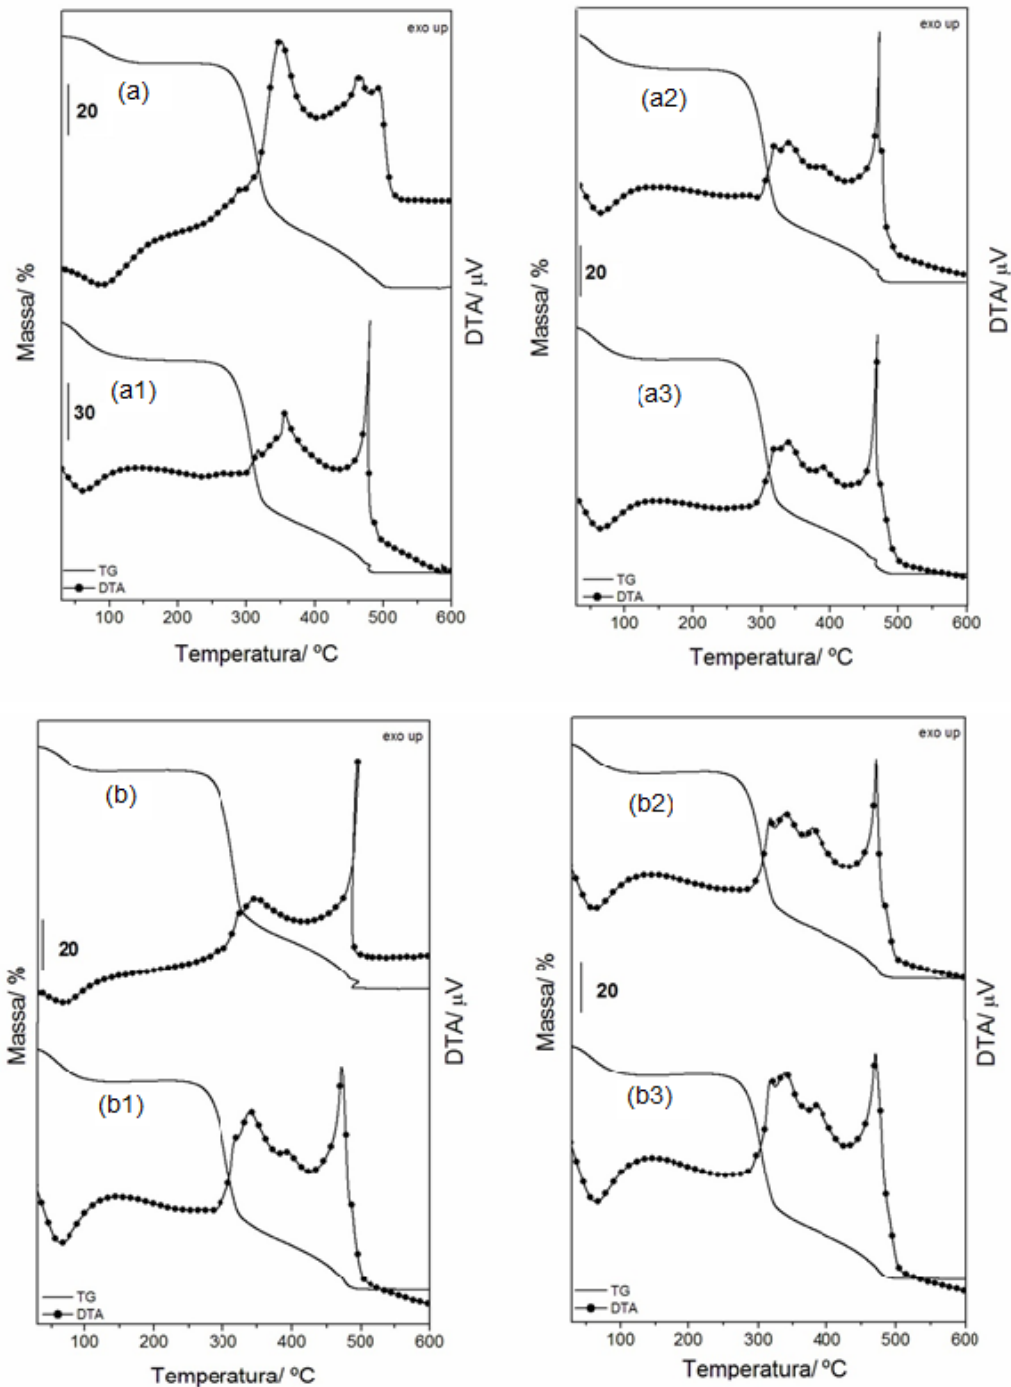 exo up
(a)
20
(a1)
30
Massa/ %
DTA/ µV
TG
DTA
100 200 300 400 500 600
Temperatura/ ºC
exo up
(a2)
20
(a3)
Massa/ %
DTA/ µV
TG
DTA
100 200 300 400 500 600
Temperatura/ ºC
exo up
(b)
20
(b1)
Massa/ %
DTA/ µV
TG
DTA
100 200 300 400 500 600
Temperatura/ ºC
exo up
(b2)
20
(b3)
Massa/ %
DTA/ µV
TG
DTA
100 200 300 400 500 600
Temperatura/ ºC